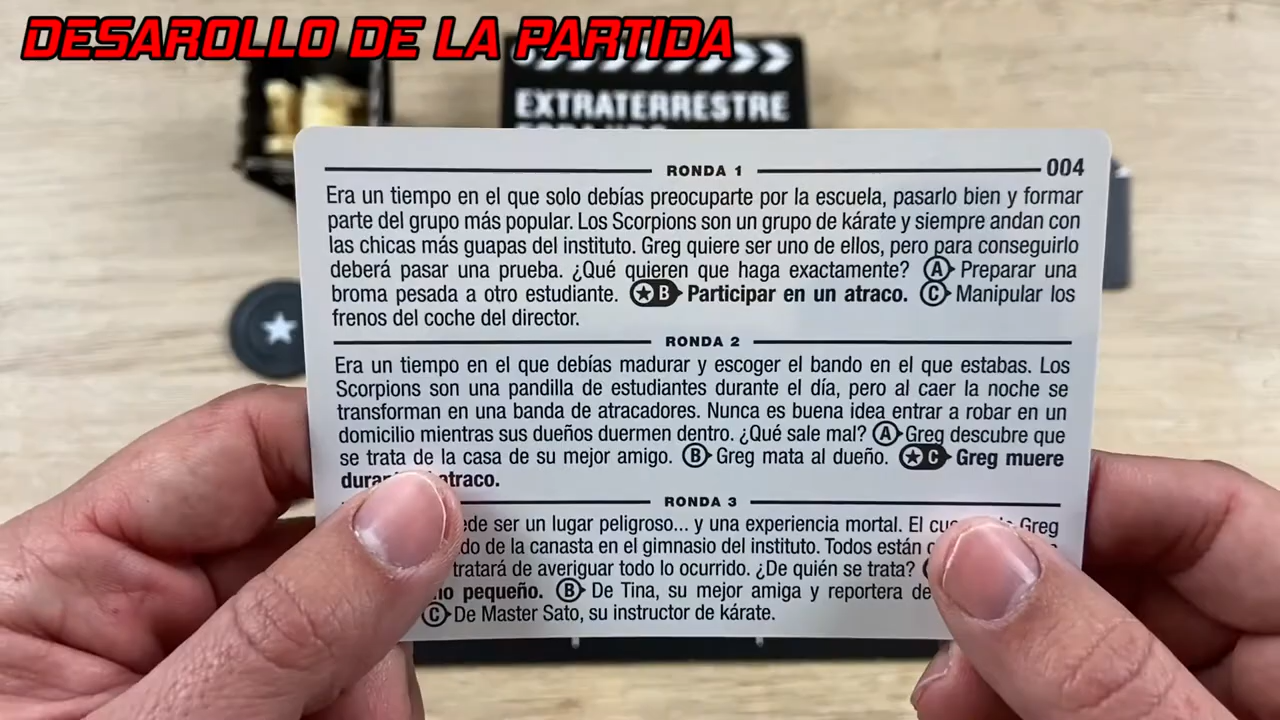 DESAROLLO DE LA PARTIDA
EXTRATERRESTRE
RONDA 1
004
Era un tiempo en el que solo debías preocuparte por la escuela, pasarlo bien y formar
parte del grupo más popular. Los Scorpions son un grupo de kárate y siempre andan con
las chicas más guapas del instituto. Greg quiere ser uno de ellos, pero para conseguirlo
deberá pasar una prueba. ¿Qué quieren que haga exactamente? A Preparar una
broma pesada a otro estudiante. ★ B Participar en un atraco. C Manipular los
frenos del coche del director.
RONDA 2
Era un tiempo en el que debías madurar y escoger el bando en el que estabas. Los
Scorpions son una pandilla de estudiantes durante el día, pero al caer la noche se
transforman en una banda de atracadores. Nunca es buena idea entrar a robar en un
domicilio mientras sus dueños duermen dentro. ¿Qué sale mal? A Greg descubre que
se trata de la casa de su mejor amigo. B Greg mata al dueño. ★ C Greg muere
atraco.
RONDA 3
ser un lugar peligroso... y una experiencia mortal. El Greg
de la canasta en el gimnasio del instituto. Todos están
tratará de averiguar todo lo ocurrido. ¿De quién se trata?
pequeño. B De Tina, su mejor amiga y reportera de
C De Master Sato, su instructor de kárate.